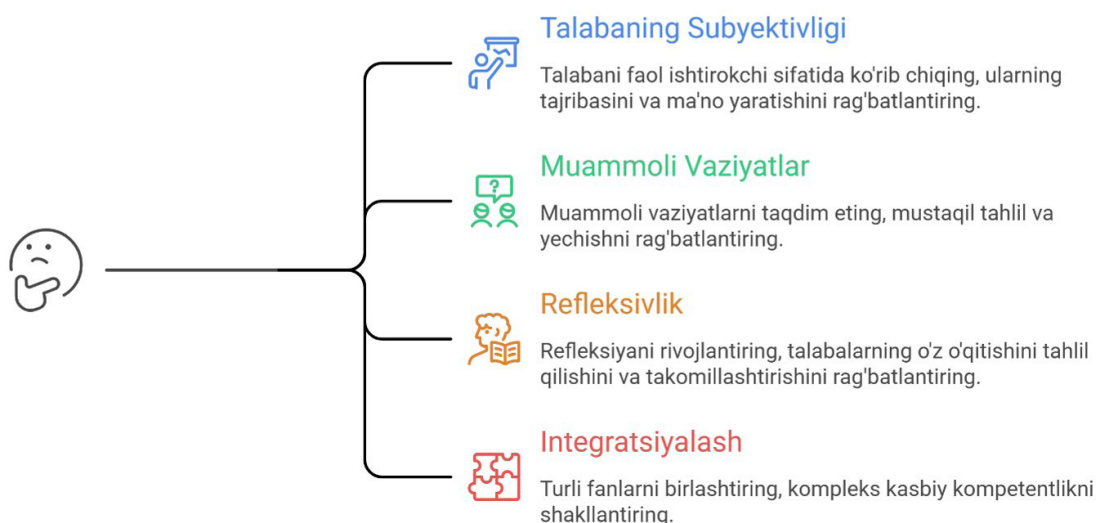 Talabaning Subyektivligi
Talabani faol ishtirokchi sifatida ko'rib chiqing, ularning
tajribasini va ma'no yaratishini rag'batlantiring.
?
Muammoli Vaziyatlar
Muammoli vaziyatlarni taqdim eting, mustaqil tahlil va
yechishni rag'batlantiring.
Refleksivlik
Refleksiyani rivojlantiring, talabalarning o'z o'qitishini tahlil
qilishini va takomillashtirishini rag'batlantiring.
Integratsiyalash
Turli fanlarni birlashtiring, kompleks kasbiy kompetentlikni
shakllantiring.